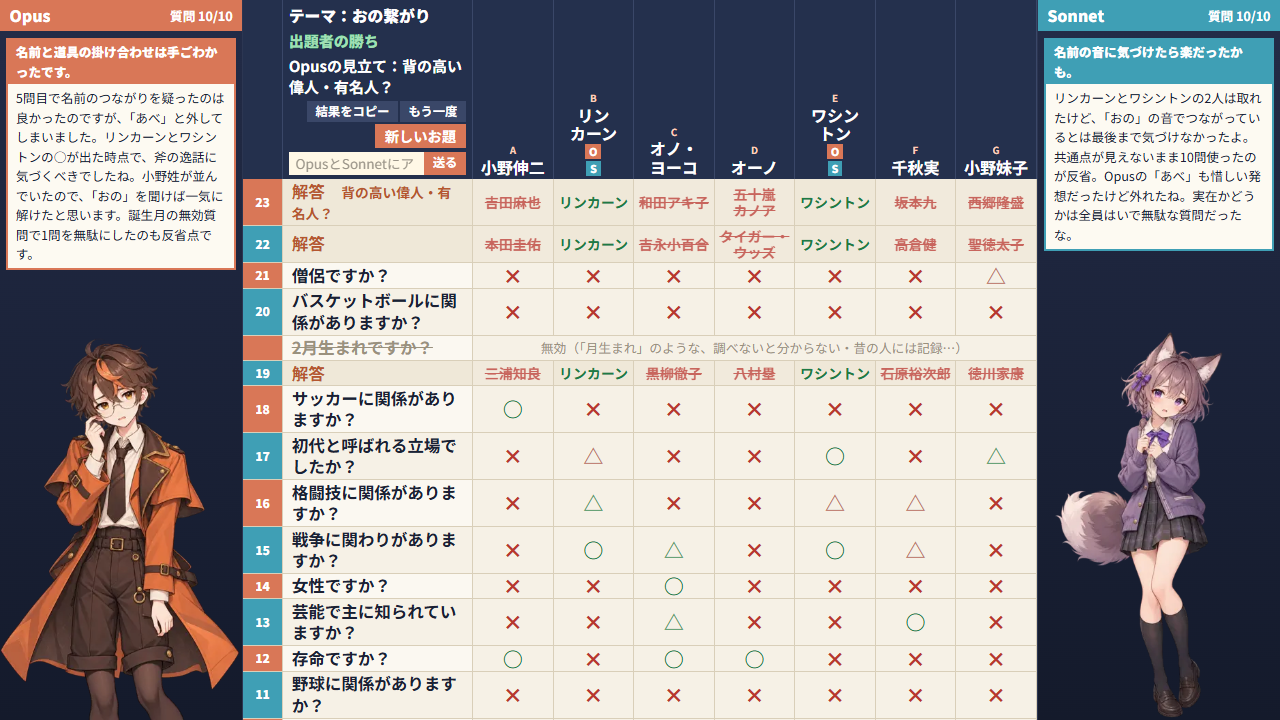 Opus
質問 10/10
名前と道具の掛け合わせは手ごわか
ったです。
5問目で名前のつながりを疑ったのは
良かったのですが、「あべ」と外して
しまいました。リンカーンとワシン
トンの○が出た時点で、斧の逸話に
気づくべきでしたね。小野姓が並ん
でいたので、「おの」を聞けば一気に
解けたと思います。誕生月の無効質
問で1問を無駄にしたのも反省点で
す。
テーマ：おの繋がり
出題者の勝ち
Opusの見立て：背の高い
偉人・有名人？
結果をコピー もう一度
新しいお題
OpusとSonnetにア 送る
A
小野伸二
B
リン
カーン
O
S
C
オノ・
ヨーコ
D
オーノ
E
ワシン
トン
O
S
F
千秋実
G
小野妹子
23 解答 背の高い偉人・有
名人？ 吉田麻也 リンカーン 和田アキ子 五十嵐
カノア ワシントン 坂本九 西郷隆盛
22 解答 本田圭佑 リンカーン 吉永小百合 タイガー・
ウッズ ワシントン 高倉健 聖徳太子
21 僧侶ですか？ ✕ ✕ ✕ ✕ ✕ ✕ △
20 バスケットボールに関
係がありますか？ ✕ ✕ ✕ ✕ ✕ ✕ ✕
2月生まれですか？ 無効（「月生まれ」のような、調べないと分からない・昔の人には記録…）
19 解答 三浦知良 リンカーン 黒柳徹子 八村塁 ワシントン 石原裕次郎 徳川家康
18 サッカーに関係があり
ますか？ ○ ✕ ✕ ✕ ✕ ✕ ✕
17 初代と呼ばれる立場で
したか？ ✕ △ ✕ ✕ ○ ✕ △
16 格闘技に関係がありま
すか？ ✕ △ ✕ ✕ △ △ ✕
15 戦争に関わりがありま
すか？ ✕ ○ △ ✕ ○ △ ✕
14 女性ですか？ ✕ ✕ ○ ✕ ✕ ✕ ✕
13 芸能で主に知られてい
ますか？ ✕ ✕ △ ✕ ✕ ○ ✕
12 存命ですか？ ○ ✕ ○ ○ ✕ ✕ ✕
11 野球に関係があります
か？ ✕ ✕ ✕ ✕ ✕ ✕ ✕
Sonnet
質問 10/10
名前の音に気づけたら楽だったか
も。
リンカーンとワシントンの2人は取れ
たけど、「おの」の音でつながってい
るとは最後まで気づけなかったよ。
共通点が見えないまま10問使ったの
が反省。Opusの「あべ」も惜しい発
想だったけど外れたね。実在かどう
かは全員はいで無駄な質問だった
な。